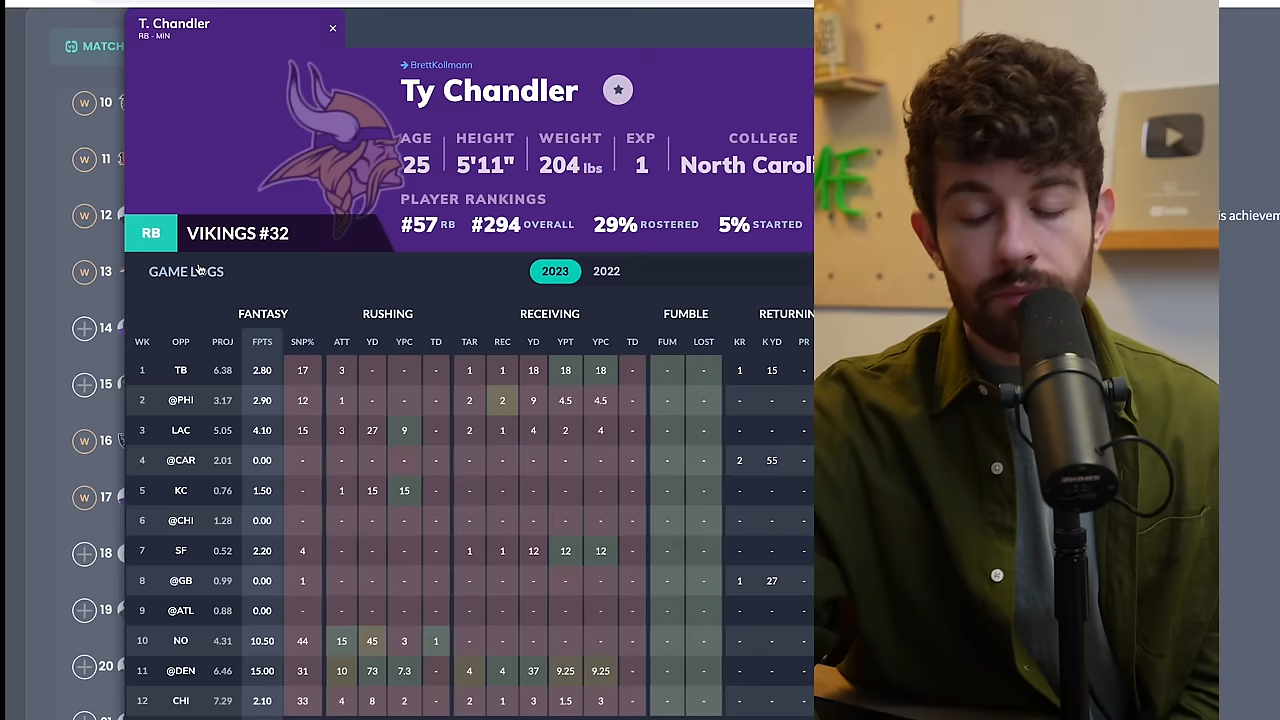 T. Chandler
RB - MIN
×
MATCH
BrettKollmann
Ty Chandler
AGE HEIGHT WEIGHT EXP COLLEGE
25 5'11" 204 lbs 1 North Caroli
PLAYER RANKINGS
#57 RB #294 OVERALL 29% ROSTERED 5% STARTED
RB VIKINGS #32
GAME LOGS 2023 2022
FANTASY RUSHING RECEIVING FUMBLE RETURNIN
WK OPP PROJ FPTS SNP% ATT YD YPC TD TAR REC YD YPT YPC TD FUM LOST KR K YD PR
1 TB 6.38 2.80 17 3 - - - 1 1 18 18 18 - - - 1 15 -
2 @PHI 3.17 2.90 12 1 - - - 2 2 9 4.5 4.5 - - - - - -
3 LAC 5.05 4.10 15 3 27 9 - 2 1 4 2 4 - - - - - -
4 @CAR 2.01 0.00 - - - - - - - - - - - - - 2 55 -
5 KC 0.76 1.50 - 1 15 15 - - - - - - - - - - - -
6 @CHI 1.28 0.00 - - - - - - - - - - - - - - - -
7 SF 0.52 2.20 4 - - - - 1 1 12 12 12 - - - - - -
8 @GB 0.99 0.00 1 - - - - - - - - - - - - 1 27 -
9 @ATL 0.88 0.00 - - - - - - - - - - - - - - - -
10 NO 4.31 10.50 44 15 45 3 1 - - - - - - - - - - -
11 @DEN 6.46 15.00 31 10 73 7.3 - 4 4 37 9.25 9.25 - - - - - -
12 CHI 7.29 2.10 33 4 8 2 - 2 1 3 1.5 3 - - - - - -
W 10
W 11
W 12
W 13
14
15
W 16
W 17
18
19
20
ME
is achievem